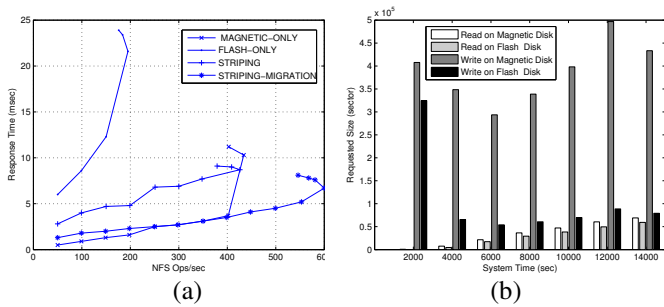 25
20
15
10
5
0
0
100
200
300
400
500
600
NFS Ops/sec
Response Time (msec)
MAGNETIC-ONLY
FLASH-ONLY
STRIPING
STRIPING-MIGRATION
(a)
x 10^5
5
4.5
4
3.5
3
2.5
2
1.5
1
0.5
0
2000 4000 6000 8000 10000 12000 14000
System Time (sec)
Requested Size (sector)
Read on Magnetic Disk
Read on Flash Disk
Write on Magnetic Disk
Write on Flash Disk
(b)